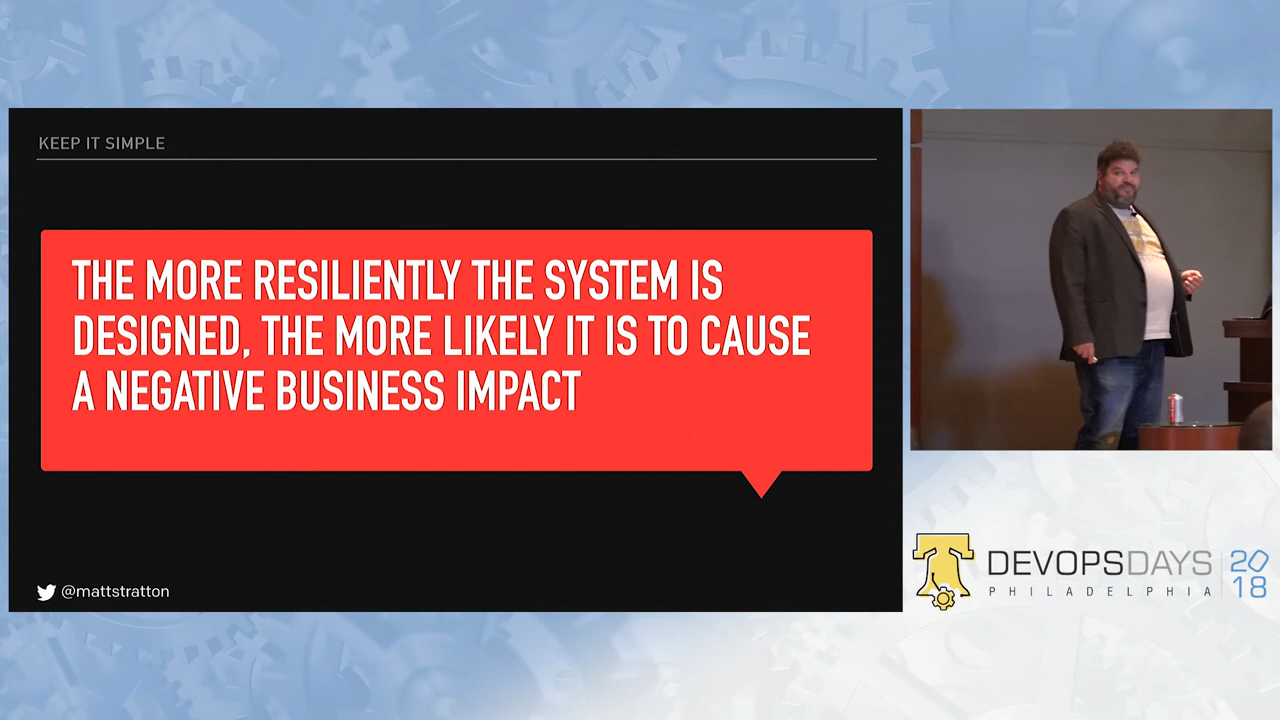 KEEP IT SIMPLE
THE MORE RESILIENTLY THE SYSTEM IS
DESIGNED, THE MORE LIKELY IT IS TO CAUSE
A NEGATIVE BUSINESS IMPACT
@mattstratton
DEVOPSDAYS
PHILADELPHIA
20
18